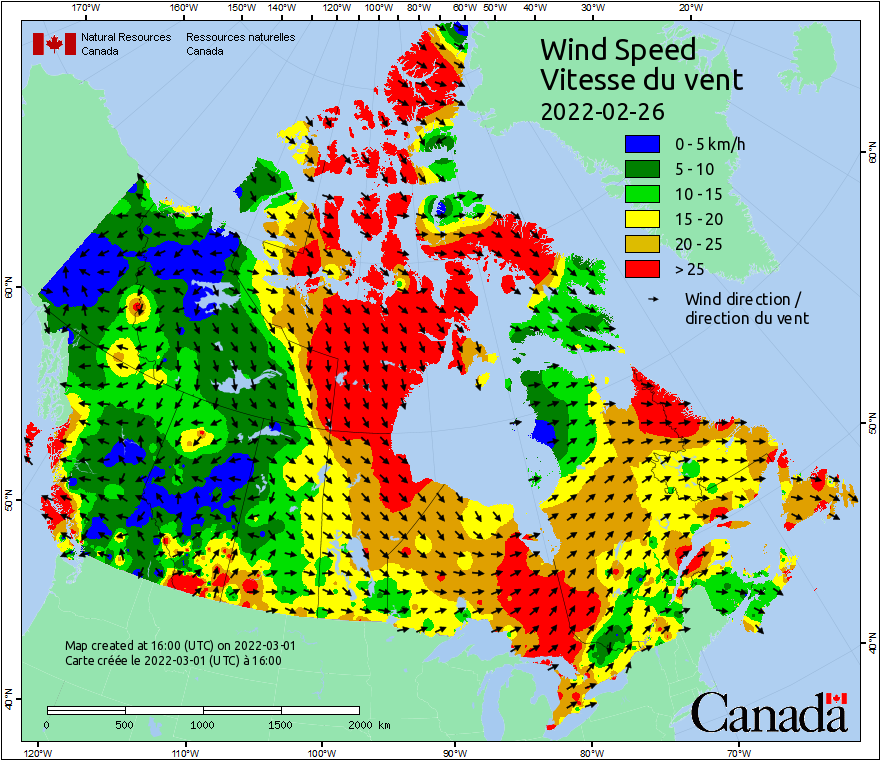 170°W 160°W 150°W 140°W 120°W 100°W 80°W 60°W 50°W 40°W 30°W 20°W
Natural Resources Ressources naturelles
Canada Canada
Wind Speed
Vitesse du vent
2022-02-26
0 - 5 km/h
5 - 10
10 - 15
15 - 20
20 - 25
> 25
Wind direction /
direction du vent
60°N
60°N
50°N
50°N
40°N
40°N
Map created at 16:00 (UTC) on 2022-03-01
Carte créée le 2022-03-01 (UTC) à 16:00
0 500 1000 1500 2000 km
Canada
120°W 110°W 100°W 90°W 80°W 70°W